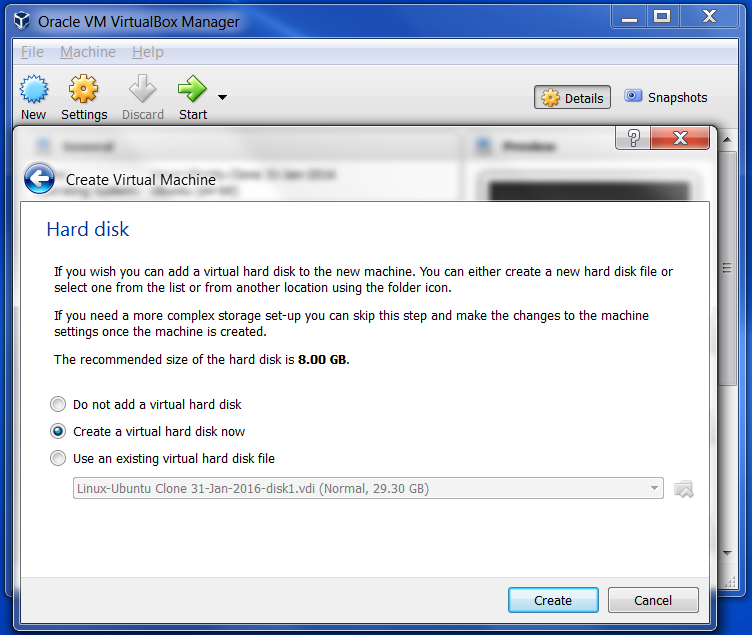 Oracle VM VirtualBox Manager
File Machine Help
New Settings Discard Start Details Snapshots
Create Virtual Machine
Hard disk
If you wish you can add a virtual hard disk to the new machine. You can either create a new hard disk file or
select one from the list or from another location using the folder icon.
If you need a more complex storage set-up you can skip this step and make the changes to the machine
settings once the machine is created.
The recommended size of the hard disk is 8.00 GB.
Do not add a virtual hard disk
Create a virtual hard disk now
Use an existing virtual hard disk file
Linux-Ubuntu Clone 31-Jan-2016-disk1.vdi (Normal, 29.30 GB)
Create Cancel